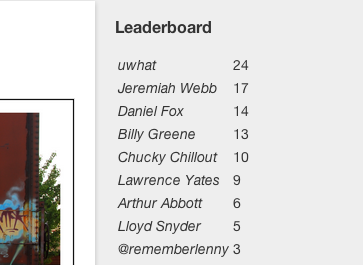 Leaderboard
uwhat 24
Jeremiah Webb 17
Daniel Fox 14
Billy Greene 13
Chucky Chillout 10
Lawrence Yates 9
Arthur Abbott 6
Lloyd Snyder 5
@rememberlenny 3